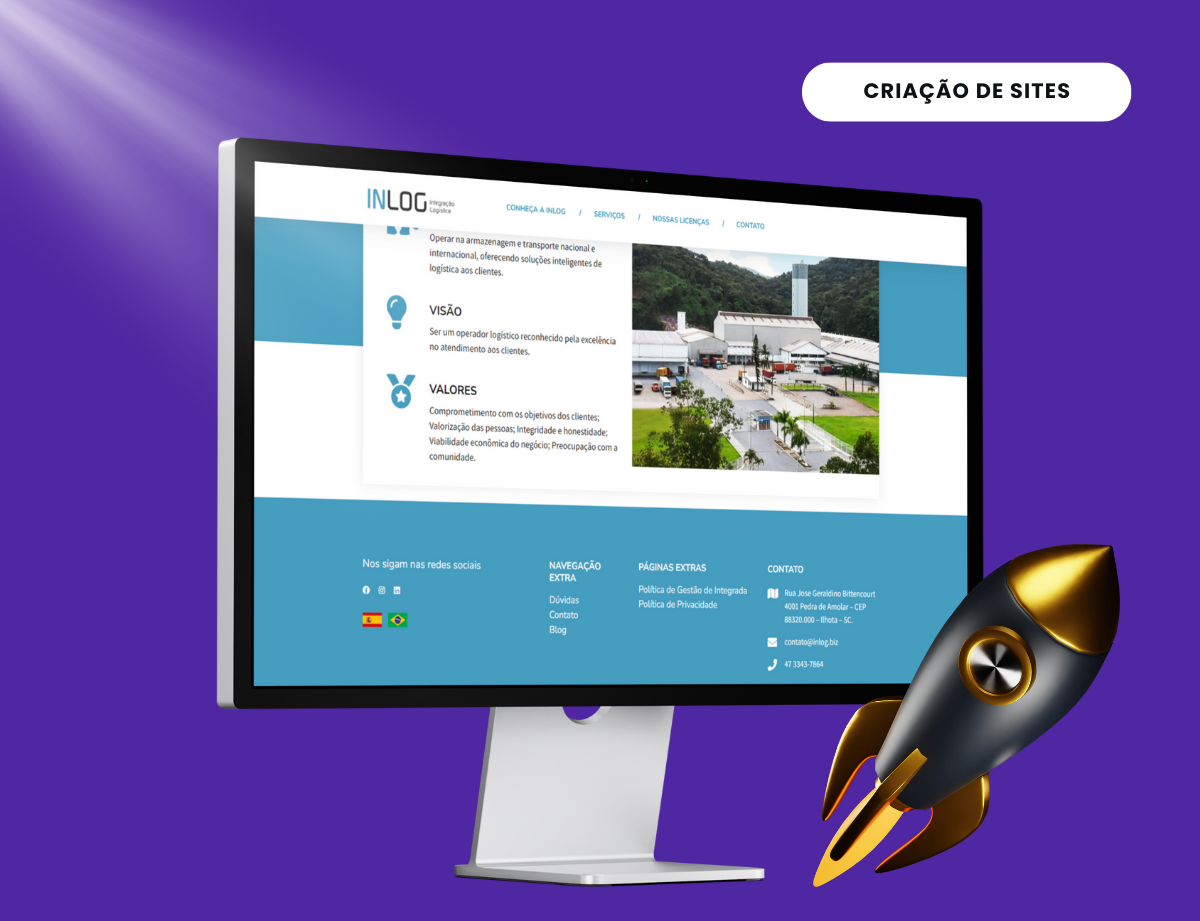 CRIAÇÃO DE SITES
INLOG Integração
Logística
CONHEÇA A INLOG / SERVIÇOS / NOSSAS LICENÇAS / CONTATO
Operar na armazenagem e transporte nacional e
internacional, oferecendo soluções inteligentes de
logística aos clientes.
VISÃO
Ser um operador logístico reconhecido pela excelência
no atendimento aos clientes.
VALORES
Comprometimento com os objetivos dos clientes;
Valorização das pessoas; Integridade e honestidade;
Viabilidade econômica do negócio; Preocupação com a
comunidade.
Nos sigam nas redes sociais
NAVEGAÇÃO
EXTRA
Dúvidas
Contato
Blog
PÁGINAS EXTRAS
Política de Gestão de Integrada
Política de Privacidade
CONTATO
Rua Jose Geraldino Bittencourt
4001 Pedra de Amolar – CEP
88320.000 – Ilhota – SC.
contato@inlog.biz
47 3343-7864